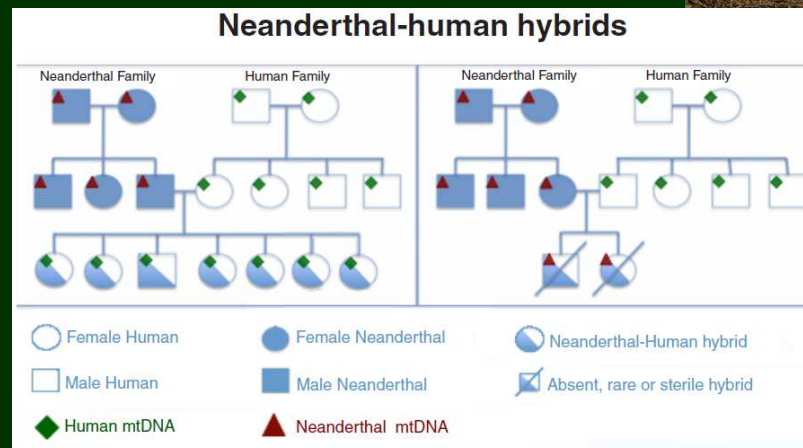 Neanderthal-human hybrids
Neanderthal Family Human Family Neanderthal Family Human Family
Female Human Female Neanderthal Neanderthal-Human hybrid
Male Human Male Neanderthal Absent, rare or sterile hybrid
Human mtDNA Neanderthal mtDNA